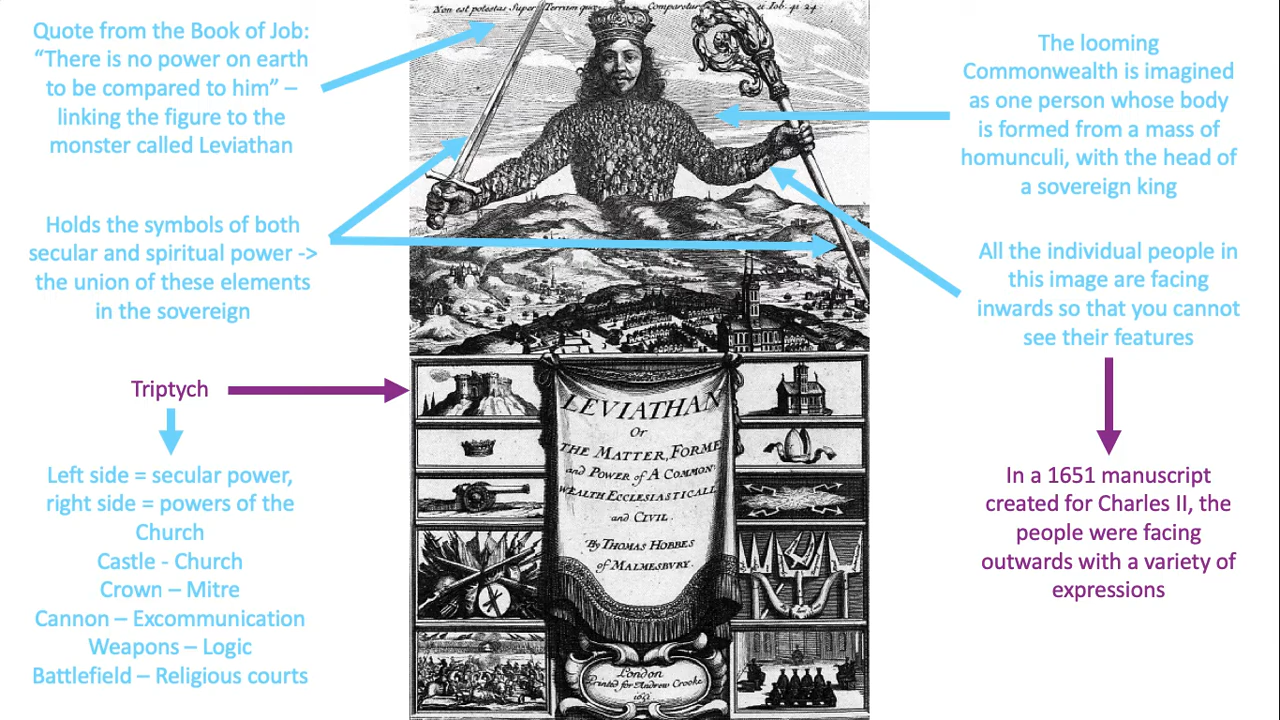 Quote from the Book of Job:
“There is no power on earth
to be compared to him” –
linking the figure to the
monster called Leviathan
Holds the symbols of both
secular and spiritual power ->
the union of these elements
in the sovereign
Triptych
Left side = secular power,
right side = powers of the
Church
Castle - Church
Crown – Mitre
Cannon – Excommunication
Weapons – Logic
Battlefield – Religious courts
Non est potestas Super Terram quæ Comparetur ei Iob. 41 . 24
LEVIATHAN
Or
THE MATTER, FORME
and POWER of A COMMON:
WEALTH ECCLESIASTICALL
and CIVIL.
By THOMAS HOBBES
of MALMESBVRY.
London
Printed for Andrew Crooke
The looming
Commonwealth is imagined
as one person whose body
is formed from a mass of
homunculi, with the head of
a sovereign king
All the individual people in
this image are facing
inwards so that you cannot
see their features
In a 1651 manuscript
created for Charles II, the
people were facing
outwards with a variety of
expressions